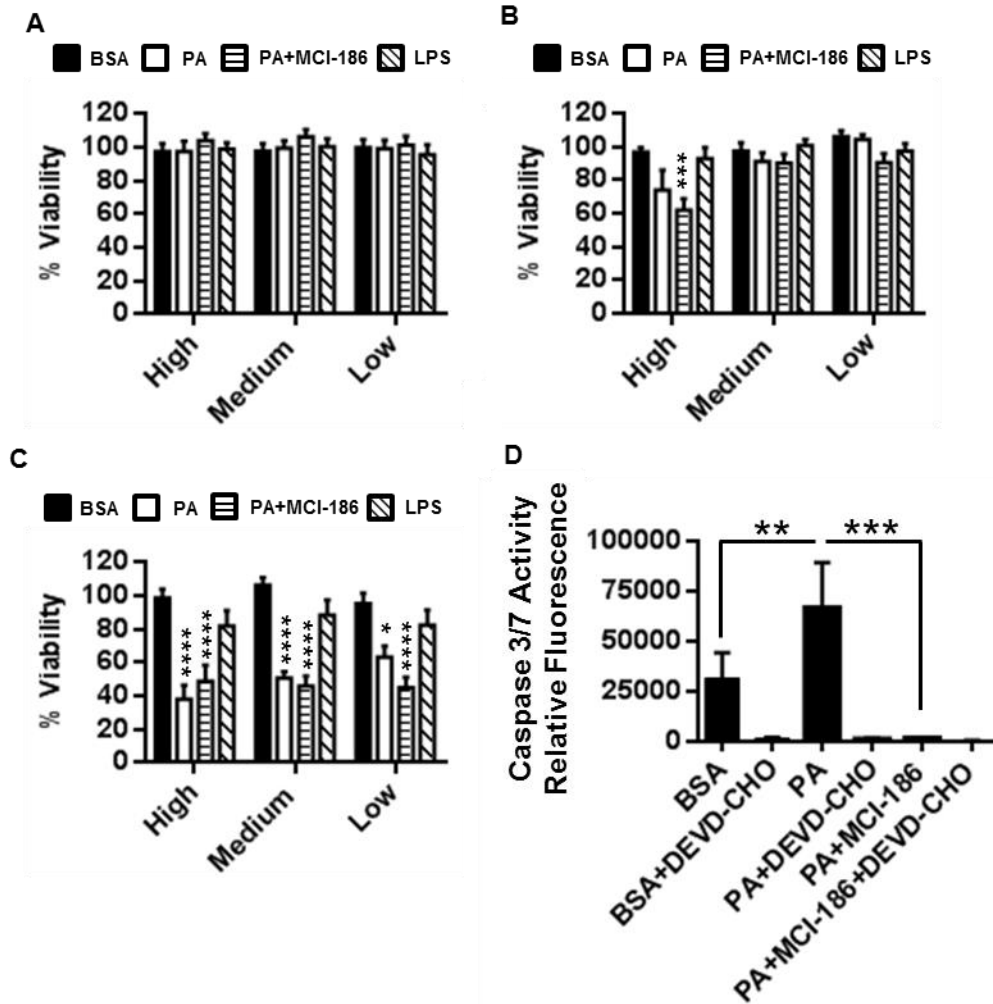 A
BSA PA PA+MCI-186 LPS
% Viability
120
100
80
60
40
20
0
High
Medium
Low
B
BSA PA PA+MCI-186 LPS
% Viability
120
100
80
60
40
20
0
***
High
Medium
Low
C
BSA PA PA+MCI-186 LPS
% Viability
120
100
80
60
40
20
0
****
****
****
****
*
****
High
Medium
Low
D
Caspase 3/7 Activity
Relative Fluorescence
100000
75000
50000
25000
0
**
***
BSA
BSA+DEVD-CHO
PA
PA+DEVD-CHO
PA+MCI-186
PA+MCI-186+DEVD-CHO